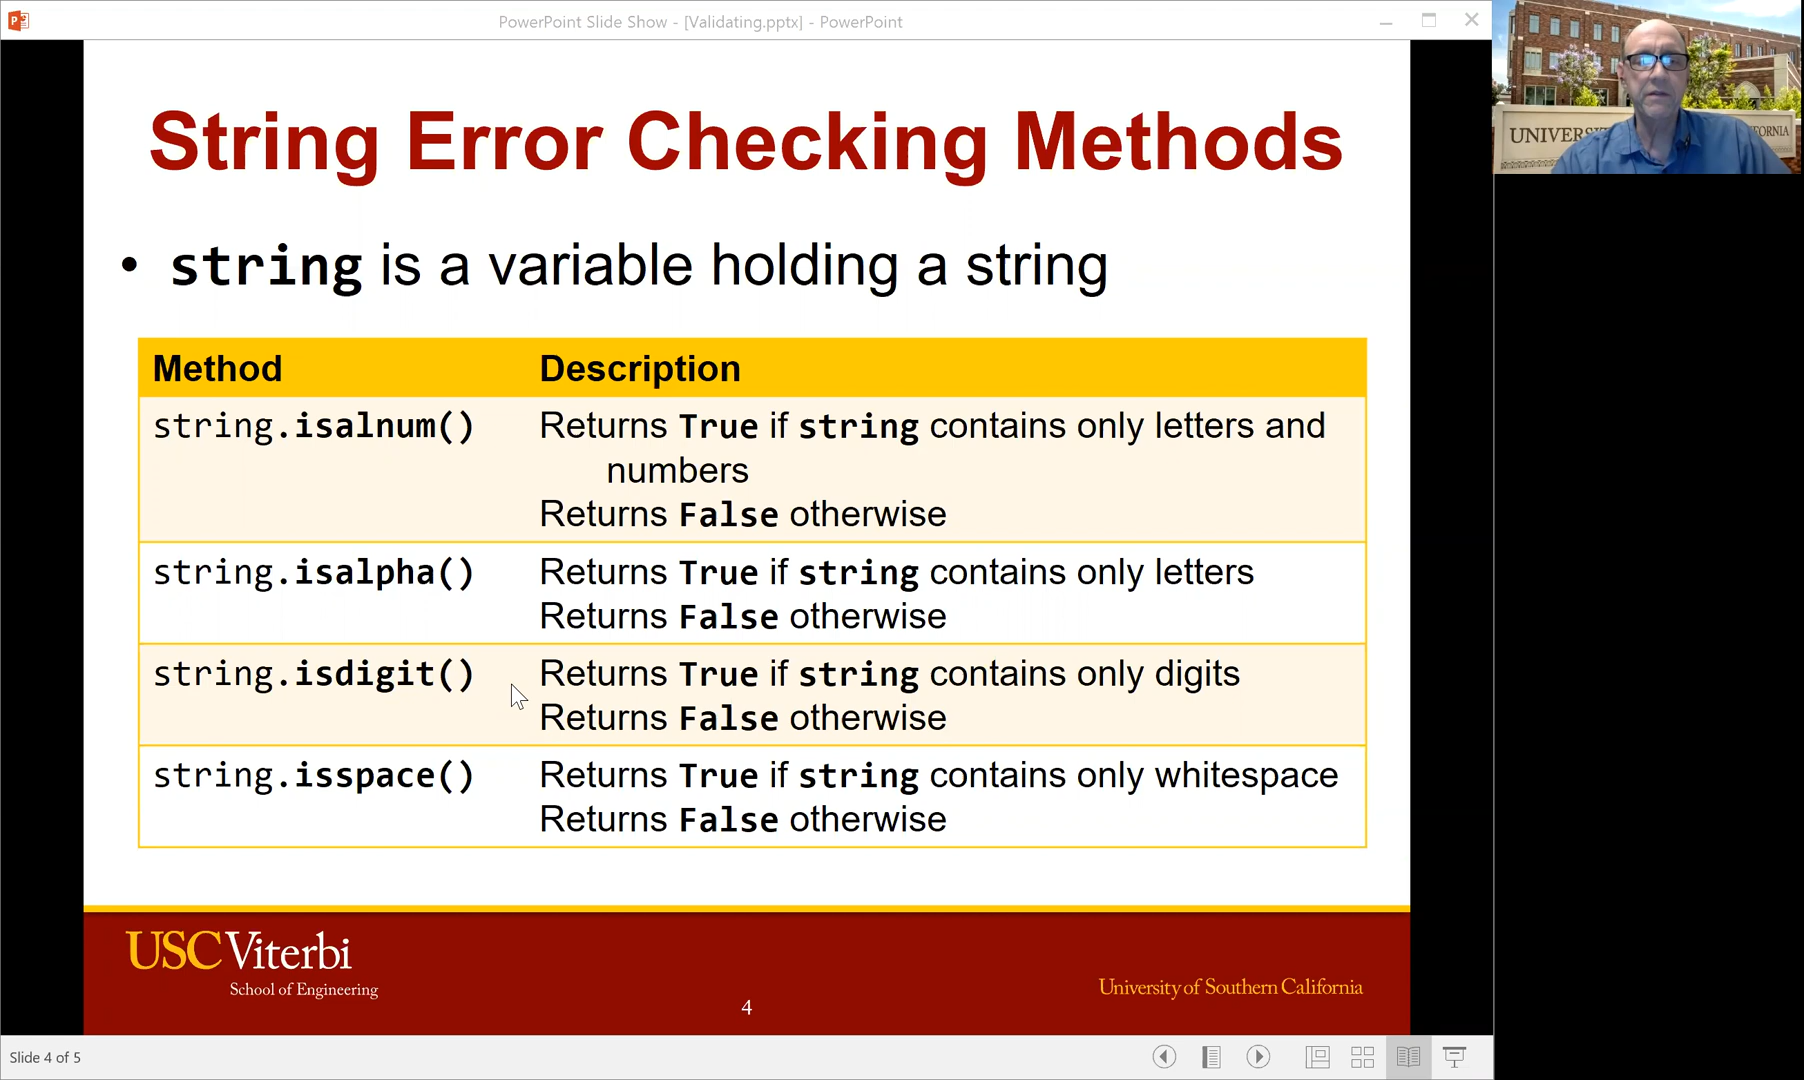 PowerPoint Slide Show - [Validating.pptx] - PowerPoint
String Error Checking Methods
• string is a variable holding a string
Method Description
string.isalnum() Returns True if string contains only letters and
numbers
Returns False otherwise
string.isalpha() Returns True if string contains only letters
Returns False otherwise
string.isdigit() Returns True if string contains only digits
Returns False otherwise
string.isspace() Returns True if string contains only whitespace
Returns False otherwise
USC Viterbi
School of Engineering
University of Southern California
4
Slide 4 of 5